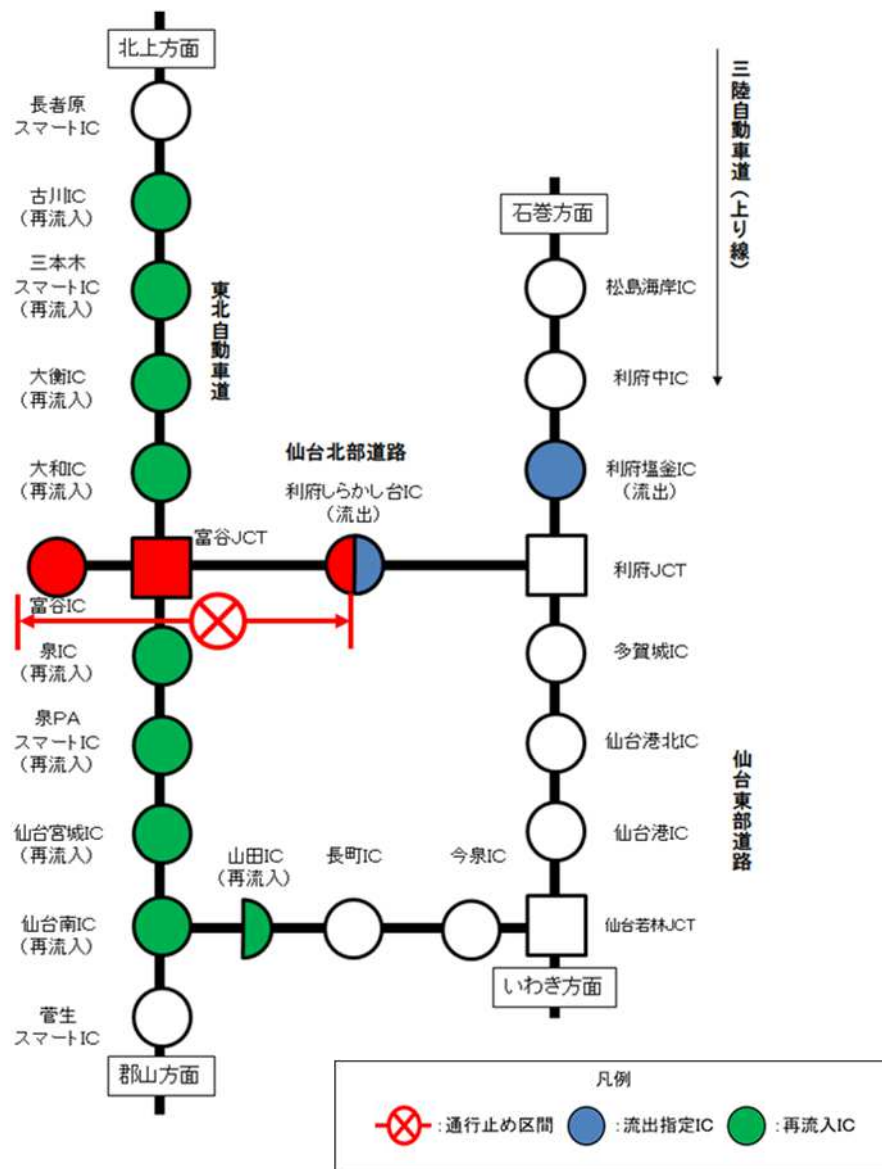 北上方面
長者原
スマートIC
古川IC
(再流入)
三本木
スマートIC
(再流入)
大衡IC
(再流入)
大和IC
(再流入)
東北自動車道
富谷JCT
富谷IC
泉IC
(再流入)
泉PA
スマートIC
(再流入)
仙台宮城IC
(再流入)
仙台南IC
(再流入)
菅生
スマートIC
郡山方面
仙台北部道路
利府しらかし台IC
(流出)
山田IC
(再流入)
長町IC
今泉IC
三陸自動車道(上り線)
石巻方面
松島海岸IC
利府中IC
利府塩釜IC
(流出)
利府JCT
多賀城IC
仙台港北IC
仙台港IC
仙台若林JCT
いわき方面
仙台東部道路
凡例
:通行止め区間
:流出指定IC
:再流入IC